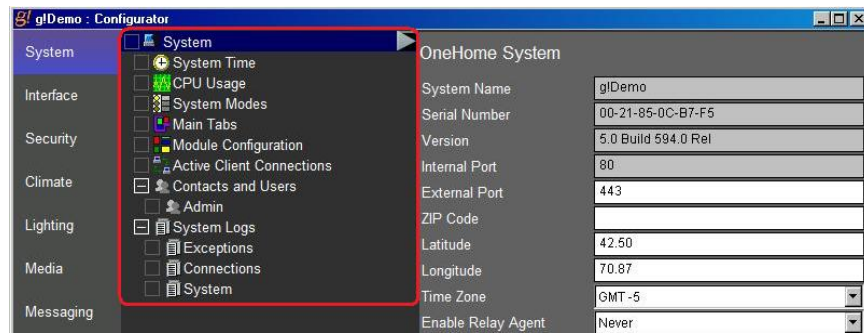 g! g!Demo : Configurator
System
Interface
Security
Climate
Lighting
Media
Messaging
System
System Time
CPU Usage
System Modes
Main Tabs
Module Configuration
Active Client Connections
Contacts and Users
Admin
System Logs
Exceptions
Connections
System
OneHome System
System Name g!Demo
Serial Number 00-21-85-0C-B7-F5
Version 5.0 Build 594.0 Rel
Internal Port 80
External Port 443
ZIP Code
Latitude 42.50
Longitude 70.87
Time Zone GMT -5
Enable Relay Agent Never